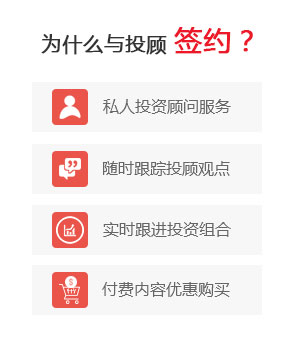 为什么与投顾 签约？
私人投资顾问服务
随时跟踪投顾观点
实时跟进投资组合
付费内容优惠购买